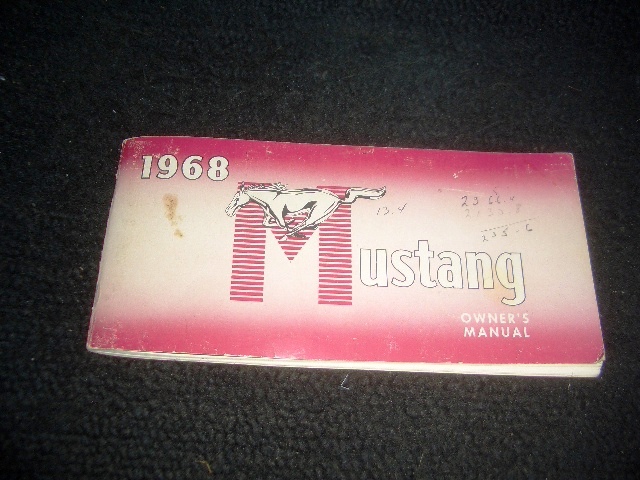 1968
Mustang
13.4
OWNER'S
MANUAL